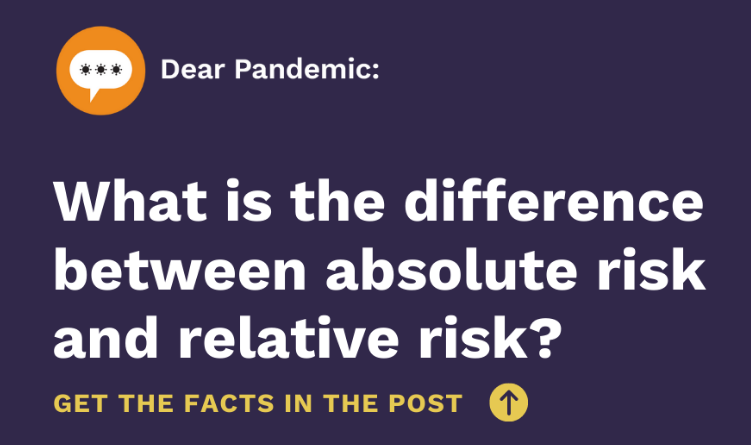 Dear Pandemic:
What is the difference
between absolute risk
and relative risk?
GET THE FACTS IN THE POST